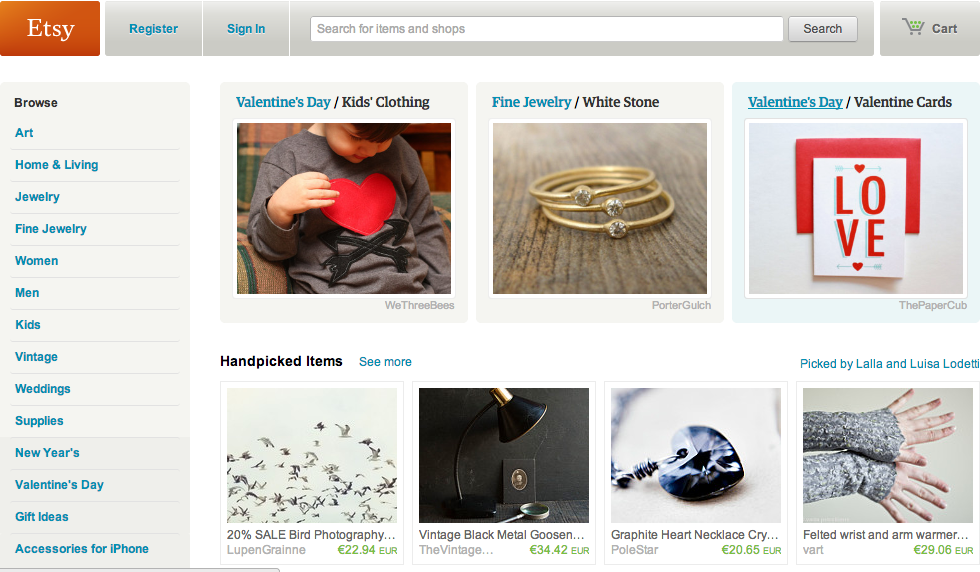 Etsy
Register
Sign In
Search for items and shops
Search
Cart
Browse
Art
Home & Living
Jewelry
Fine Jewelry
Women
Men
Kids
Vintage
Weddings
Supplies
New Year's
Valentine's Day
Gift Ideas
Accessories for iPhone
Valentine's Day / Kids' Clothing
WeThreeBees
Fine Jewelry / White Stone
PorterGulch
Valentine's Day / Valentine Cards
LO
VE
ThePaperCub
Handpicked Items See more
Picked by Lalla and Luisa Lodetti
20% SALE Bird Photography...
LupenGrainne €22.94 EUR
Vintage Black Metal Goosen...
TheVintage... €34.42 EUR
Graphite Heart Necklace Cry...
PoleStar €20.65 EUR
Felted wrist and arm warmer...
vart €29.06 EUR